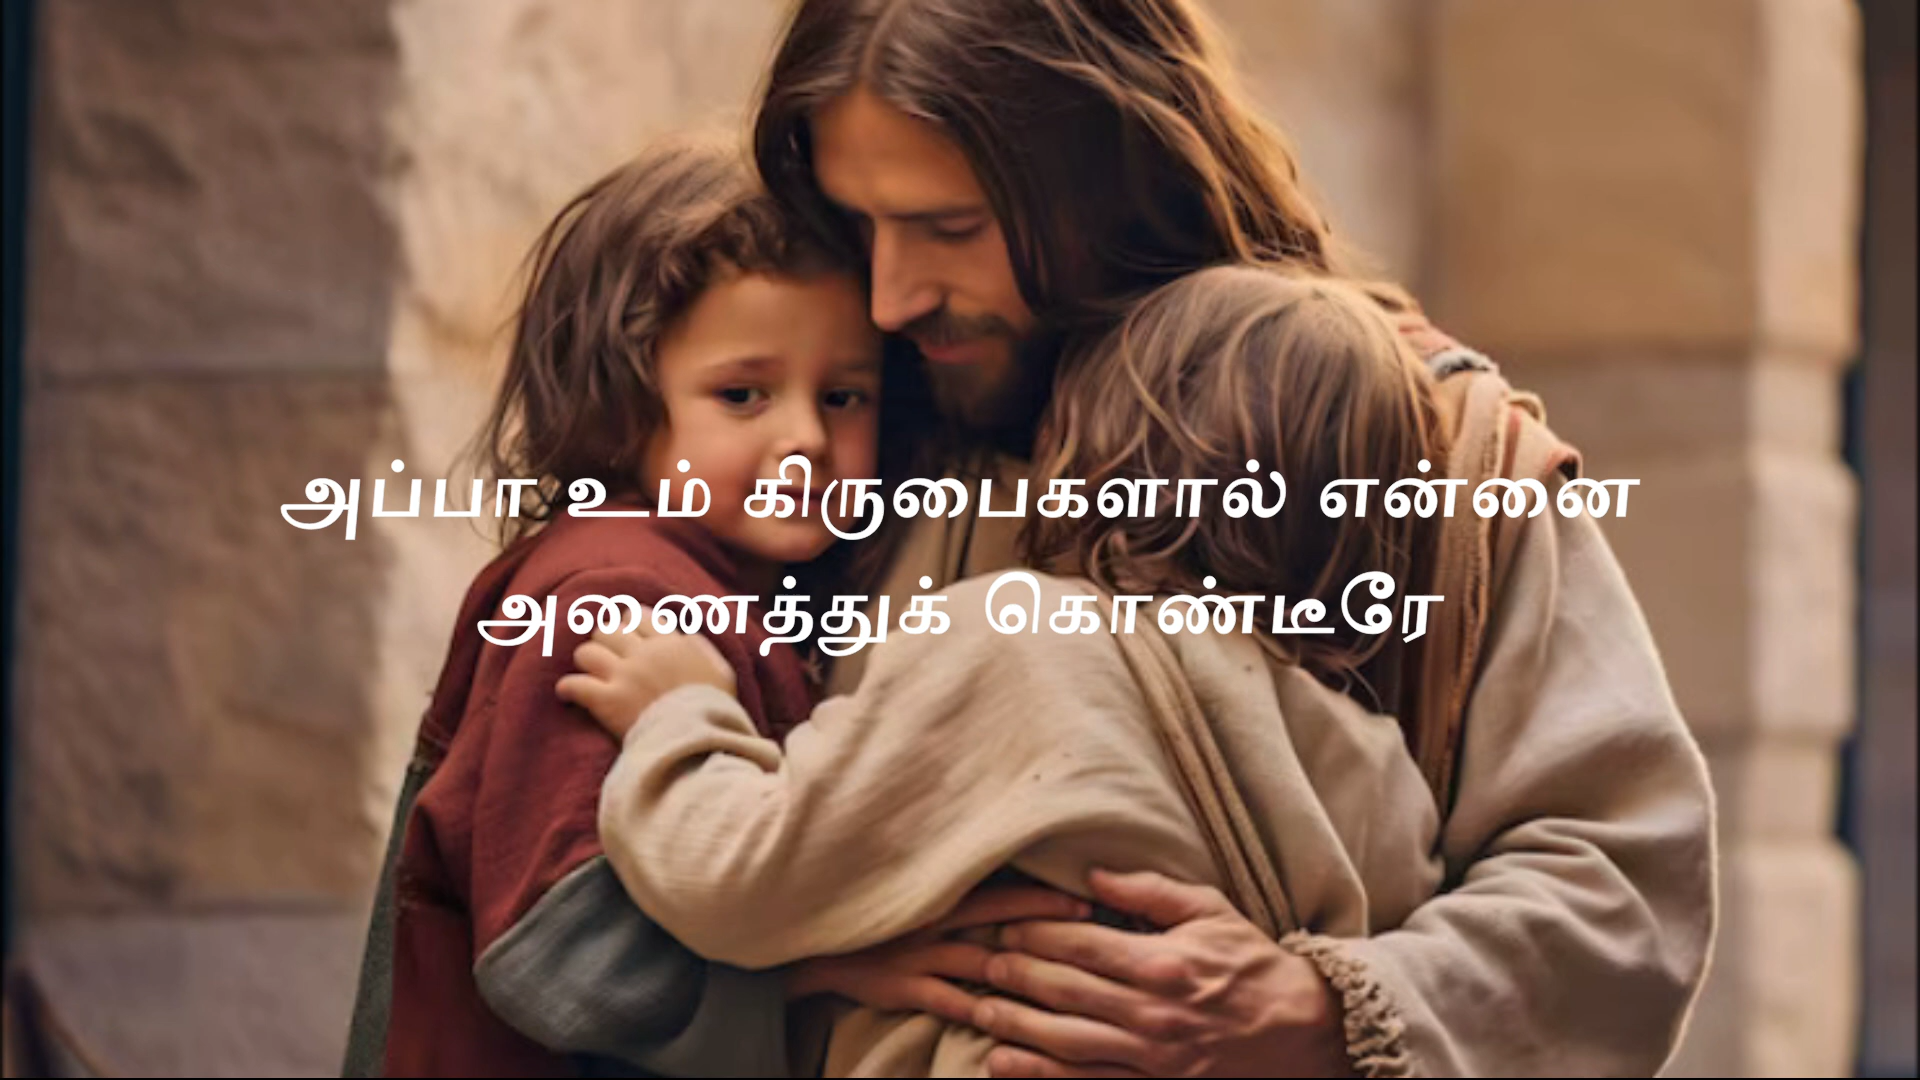 அப்பா உம் கிருபைகளால் என்னை
அணைத்துக் கொண்டீரே